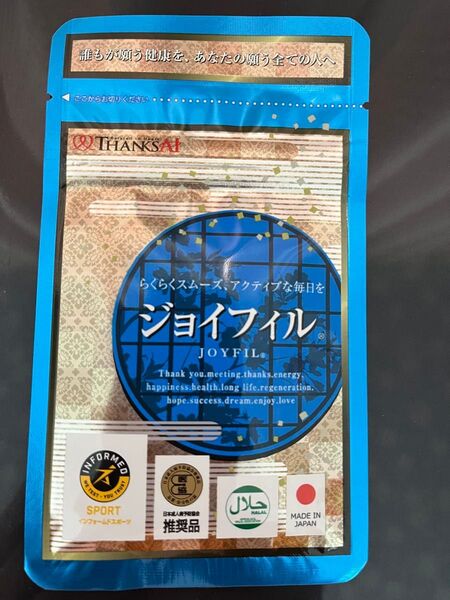 誰もが願う健康を、あなたの願う全ての人へ
ここからお切りください
THANKSAI
らくらくスムーズ、アクティブな毎日を
ジョイフィル®
JOYFIL®
Thank you.meeting.thanks.energy.
happiness.health.long life.regeneration.
hope.success.dream.enjoy.love
INFORMED
WE TEST · YOU TRUST
SPORT
インフォームドスポーツ
日本成人病予防協会
推奨品
حلال
HALAL
MADE IN
JAPAN